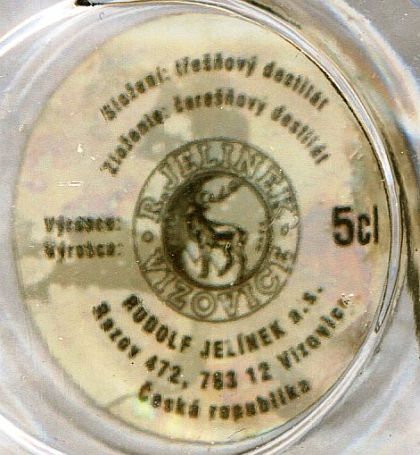 Složení: třešňový destilát
Zloženie: čerešňový destilát
R. JELINEK
VIZOVICE
Výrobce:
Výrobca:
5cl
RUDOLF JELÍNEK a.s.
Razov 472, 763 12 Vizovice
Česká republika